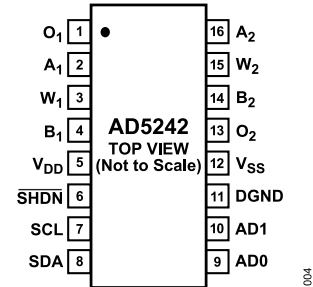 O1 1 16 A2
A1 2 15 W2
W1 3 14 B2
B1 4 AD5242 13 O2
TOP VIEW
VDD 5 (Not to Scale) 12 VSS
SHDN 6 11 DGND
SCL 7 10 AD1
SDA 8 9 AD0
004